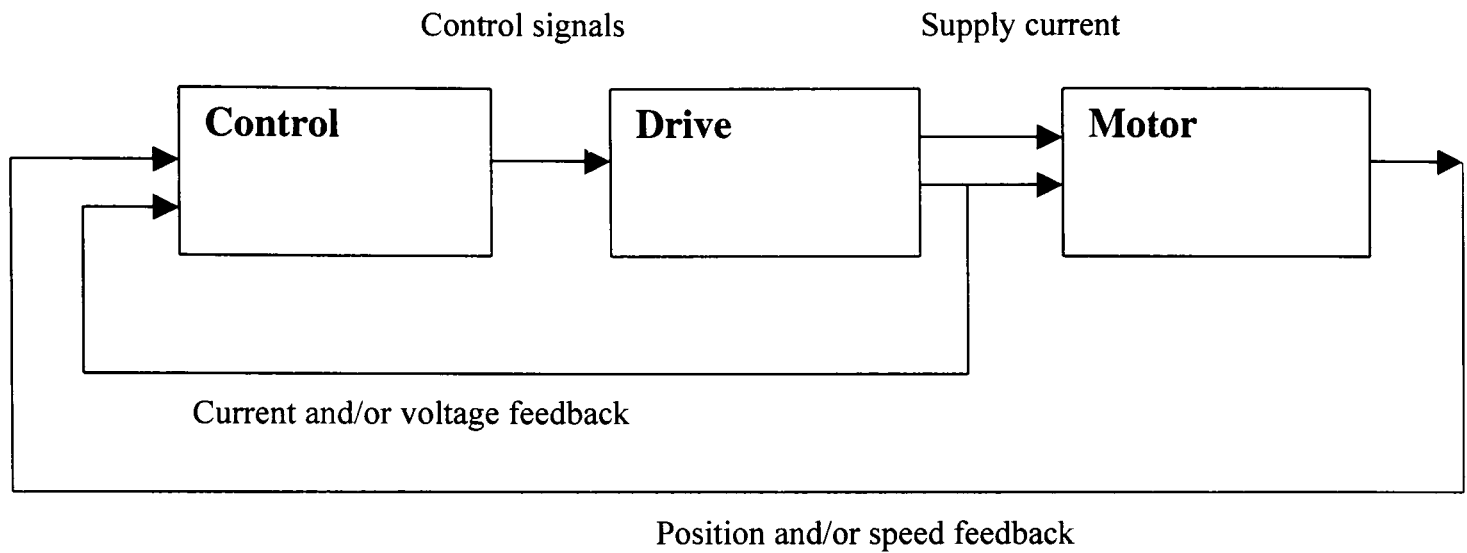 Control signals
Supply current
Control
Drive
Motor
Current and/or voltage feedback
Position and/or speed feedback